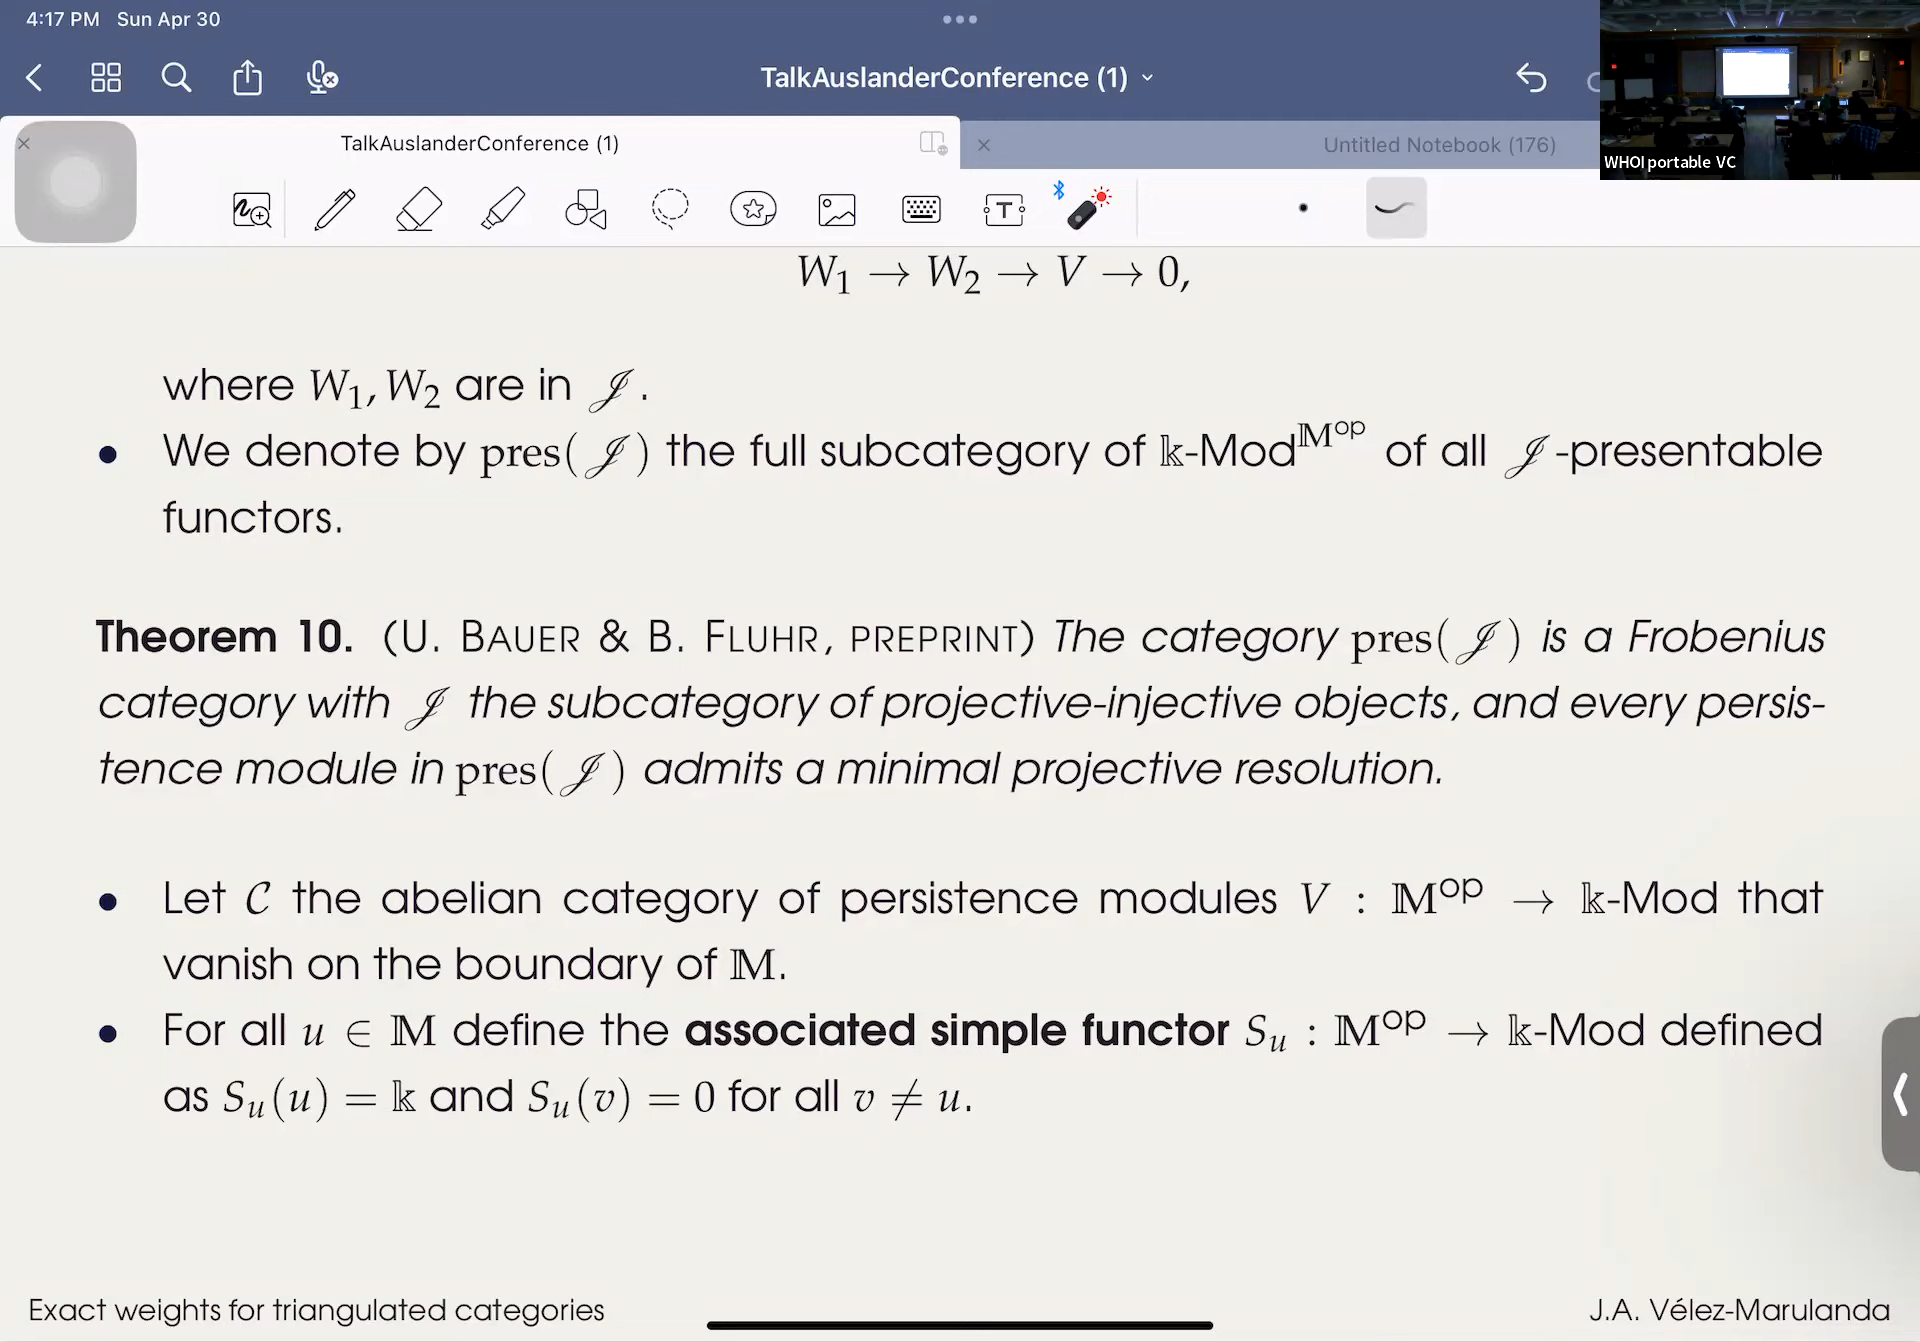 4:17 PM Sun Apr 30
TalkAuslanderConference (1)
WHOI portable VC
TalkAuslanderConference (1)
Untitled Notebook (176)
W₁ → W₂ → V → 0,
where W₁, W₂ are in 𝒥.
• We denote by pres(𝒥) the full subcategory of 𝕜-Mod^𝕄^op of all 𝒥-presentable
functors.
Theorem 10. (U. BAUER & B. FLUHR, PREPRINT) The category pres(𝒥) is a Frobenius
category with 𝒥 the subcategory of projective-injective objects, and every persis-
tence module in pres(𝒥) admits a minimal projective resolution.
• Let 𝒞 the abelian category of persistence modules V : 𝕄^op → 𝕜-Mod that
vanish on the boundary of 𝕄.
• For all u ∈ 𝕄 define the associated simple functor Sᵤ : 𝕄^op → 𝕜-Mod defined
as Sᵤ(u) = 𝕜 and Sᵤ(v) = 0 for all v ≠ u.
Exact weights for triangulated categories
J.A. Vélez-Marulanda